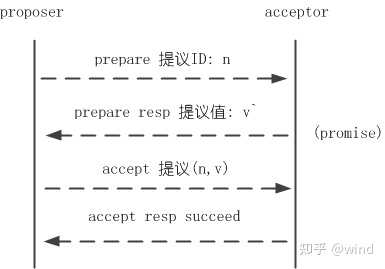 proposer
acceptor
prepare 提议ID: n
prepare resp 提议值: v`
(promise)
accept 提议(n,v)
accept resp succeed
知乎 @wind